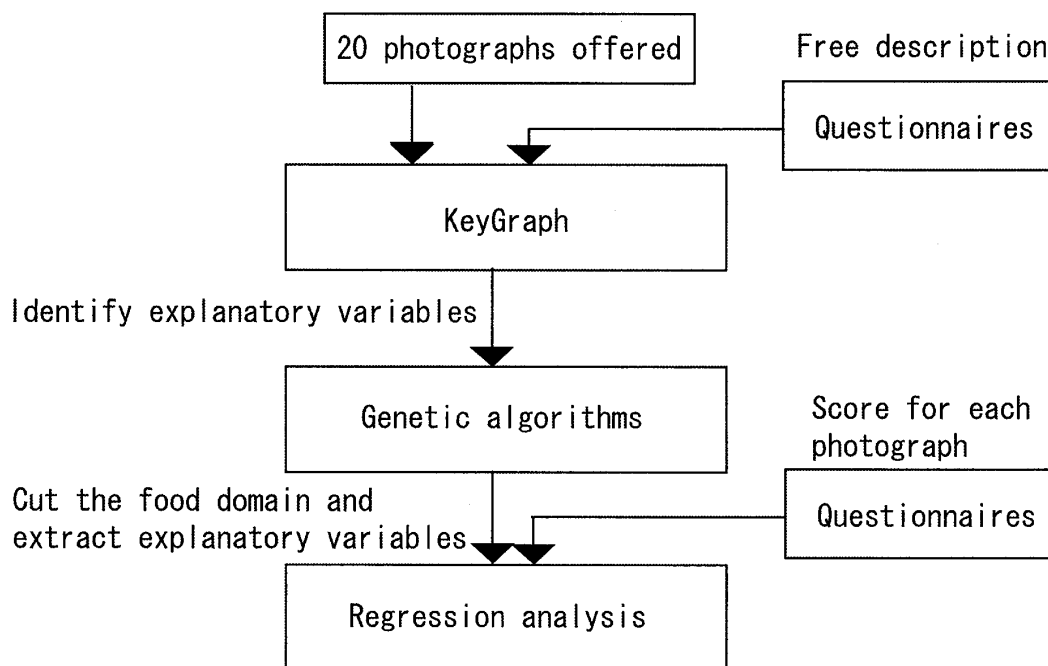 20 photographs offered
Free description
Questionnaires
KeyGraph
Identify explanatory variables
Genetic algorithms
Score for each
photograph
Cut the food domain and
extract explanatory variables
Questionnaires
Regression analysis